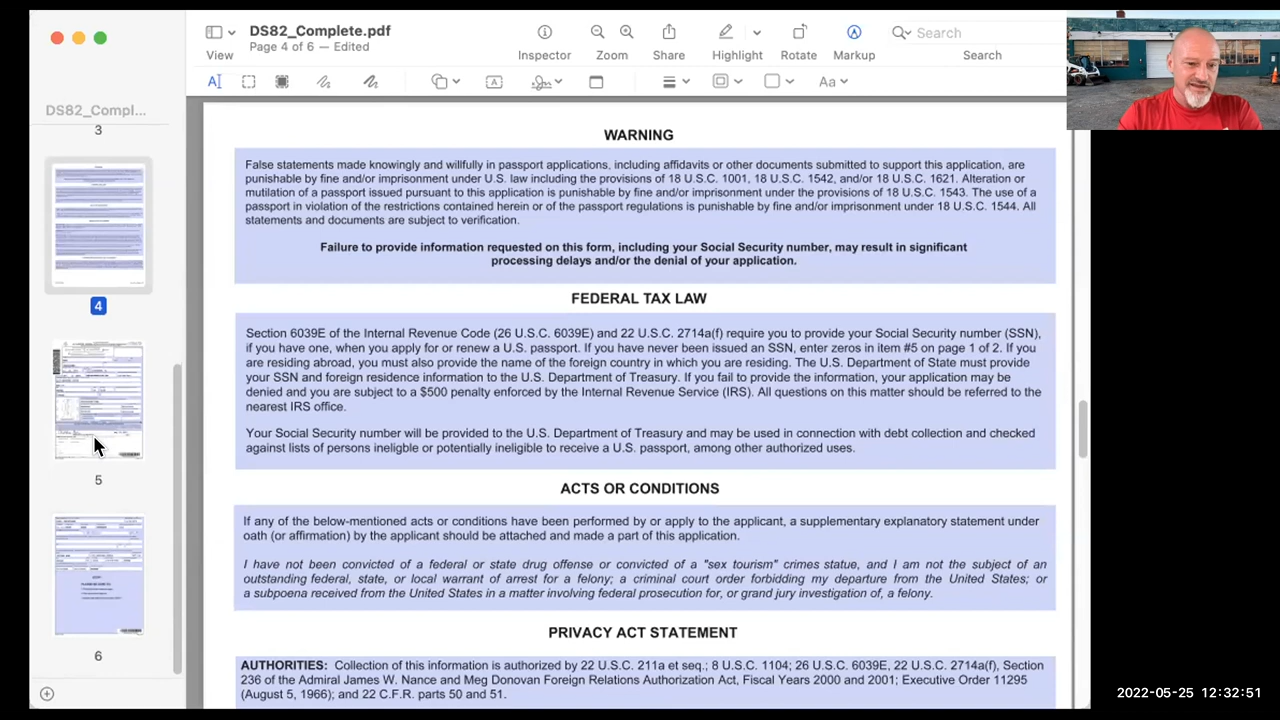 DS82_Complete.pdf
Page 4 of 6 — Edited
Search
View
Inspector
Zoom
Share
Highlight
Rotate
Markup
Search
A
Aa
DS82_Compl...
3
4
5
6
WARNING
False statements made knowingly and willfully in passport applications, including affidavits or other documents submitted to support this application, are
punishable by fine and/or imprisonment under U.S. law including the provisions of 18 U.S.C. 1001, 18 U.S.C. 1542, and/or 18 U.S.C. 1621. Alteration or
mutilation of a passport issued pursuant to this application is punishable by fine and/or imprisonment under the provisions of 18 U.S.C. 1543. The use of a
passport in violation of the restrictions contained herein or of the passport regulations is punishable by fine and/or imprisonment under 18 U.S.C. 1544. All
statements and documents are subject to verification.
Failure to provide information requested on this form, including your Social Security number, may result in significant
processing delays and/or the denial of your application.
FEDERAL TAX LAW
Section 6039E of the Internal Revenue Code (26 U.S.C. 6039E) and 22 U.S.C. 2714a(f) require you to provide your Social Security number (SSN),
if you have one, when you apply for or renew a U.S. passport. If you have never been issued an SSN, enter zeros in item #5 on page 1 of 2. If you
are residing abroad, you must also provide the name of the foreign country in which you are residing. The U.S. Department of State must provide
your SSN and foreign residence information to the U.S. Department of Treasury. If you fail to provide the information, your application may be
denied and you are subject to a $500 penalty enforced by the Internal Revenue Service (IRS). All questions on this matter should be referred to the
nearest IRS office.
Your Social Security number will be provided to the U.S. Department of Treasury and may be used in connection with debt collection and checked
against lists of persons ineligible or potentially ineligible to receive a U.S. passport, among other authorized uses.
ACTS OR CONDITIONS
If any of the below-mentioned acts or conditions have been performed by or apply to the applicant, a supplementary explanatory statement under
oath (or affirmation) by the applicant should be attached and made a part of this application.
I have not been convicted of a federal or state drug offense or convicted of a "sex tourism" crimes statue, and I am not the subject of an
outstanding federal, state, or local warrant of arrest for a felony; a criminal court order forbidding my departure from the United States; or
a subpoena received from the United States in a matter involving federal prosecution for, or grand jury investigation of, a felony.
PRIVACY ACT STATEMENT
AUTHORITIES: Collection of this information is authorized by 22 U.S.C. 211a et seq.; 8 U.S.C. 1104; 26 U.S.C. 6039E, 22 U.S.C. 2714a(f), Section
236 of the Admiral James W. Nance and Meg Donovan Foreign Relations Authorization Act, Fiscal Years 2000 and 2001; Executive Order 11295
(August 5, 1966); and 22 C.F.R. parts 50 and 51.
2022-05-25 12:32:51